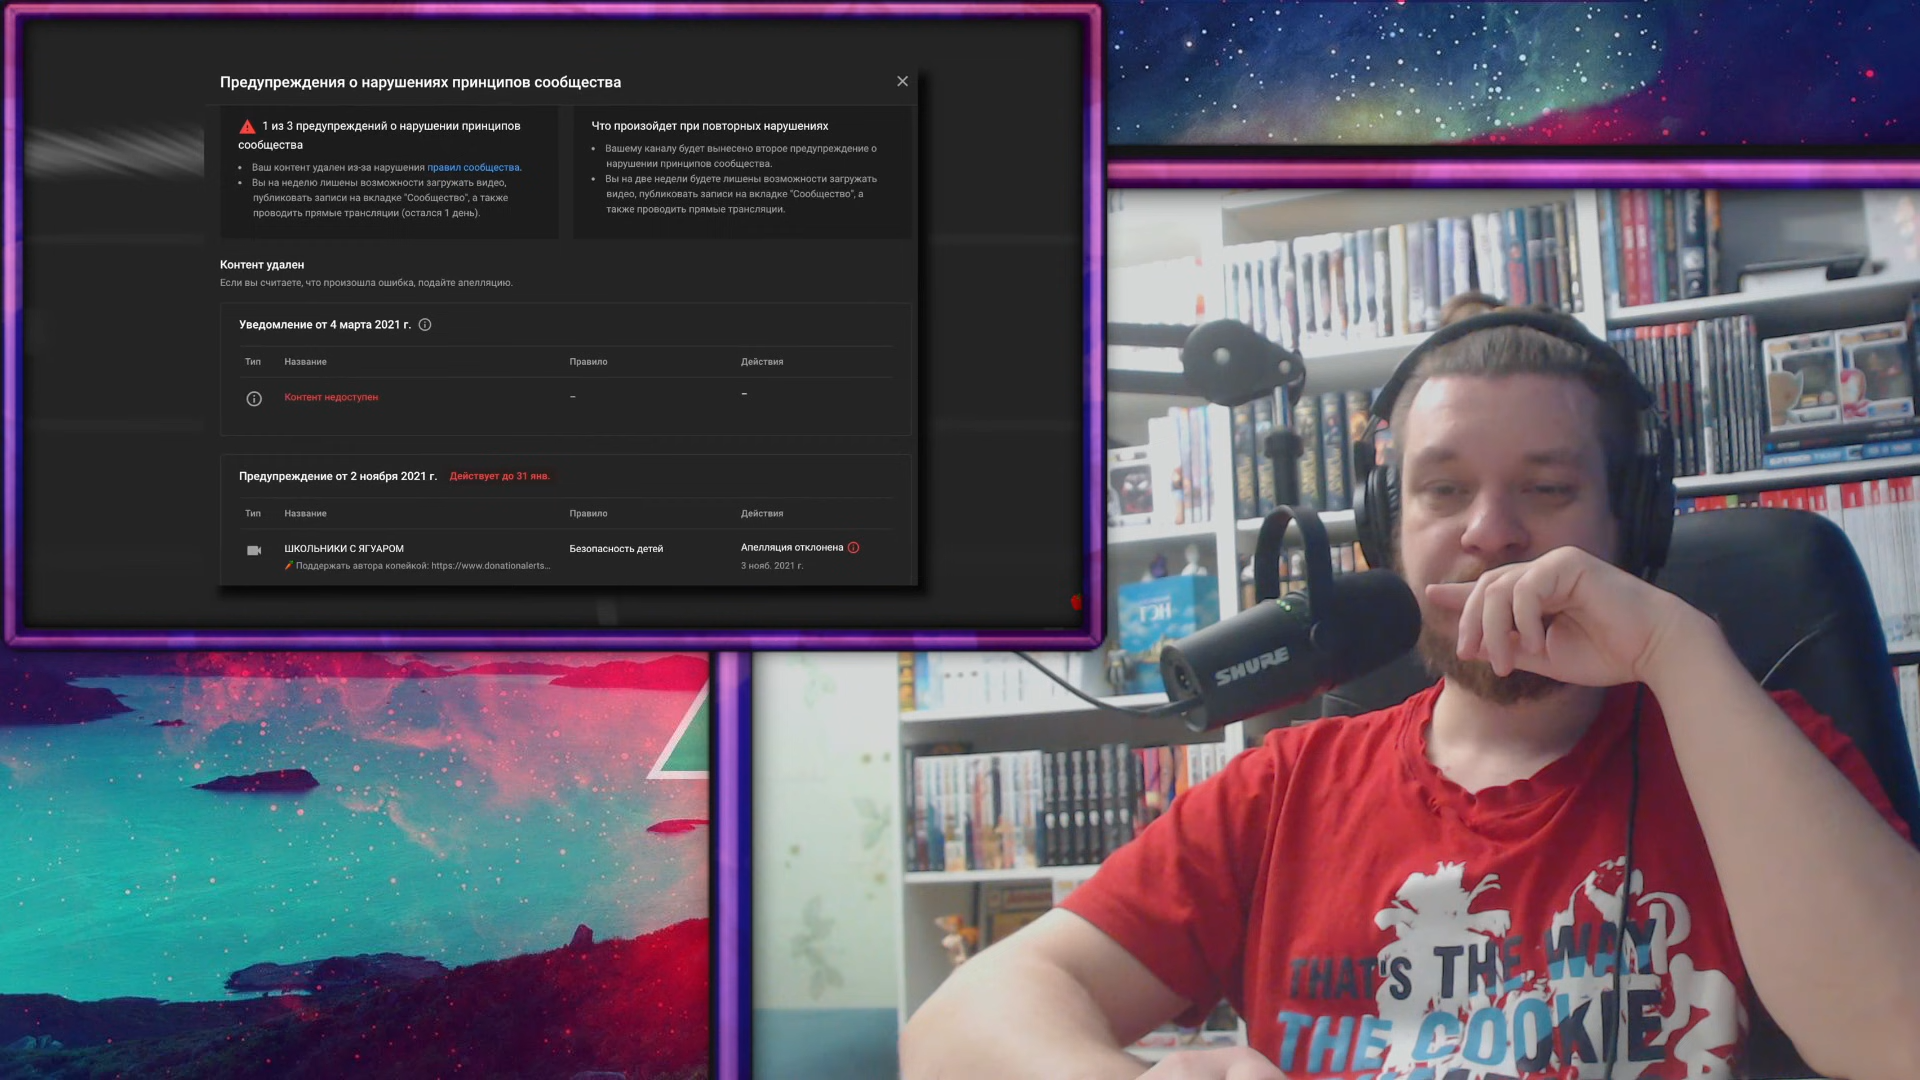 Предупреждения о нарушениях принципов сообщества
1 из 3 предупреждений о нарушении принципов
сообщества
Ваш контент удален из-за нарушения правил сообщества.
Вы на неделю лишены возможности загружать видео,
публиковать записи на вкладке "Сообщество", а также
проводить прямые трансляции (остался 1 день).
Что произойдет при повторных нарушениях
Вашему каналу будет вынесено второе предупреждение о
нарушении принципов сообщества.
Вы на две недели будете лишены возможности загружать
видео, публиковать записи на вкладке "Сообщество", а
также проводить прямые трансляции.
Контент удален
Если вы считаете, что произошла ошибка, подайте апелляцию.
Уведомление от 4 марта 2021 г.
Тип Название Правило Действия
Контент недоступен – –
Предупреждение от 2 ноября 2021 г. Действует до 31 янв.
Тип Название Правило Действия
ШКОЛЬНИКИ С ЯГУАРОМ Безопасность детей Апелляция отклонена
Поддержать автора копейкой: https://www.donationalerts... 3 нояб. 2021 г.
SHURE
THAT'S THE WAY
THE COOKIE